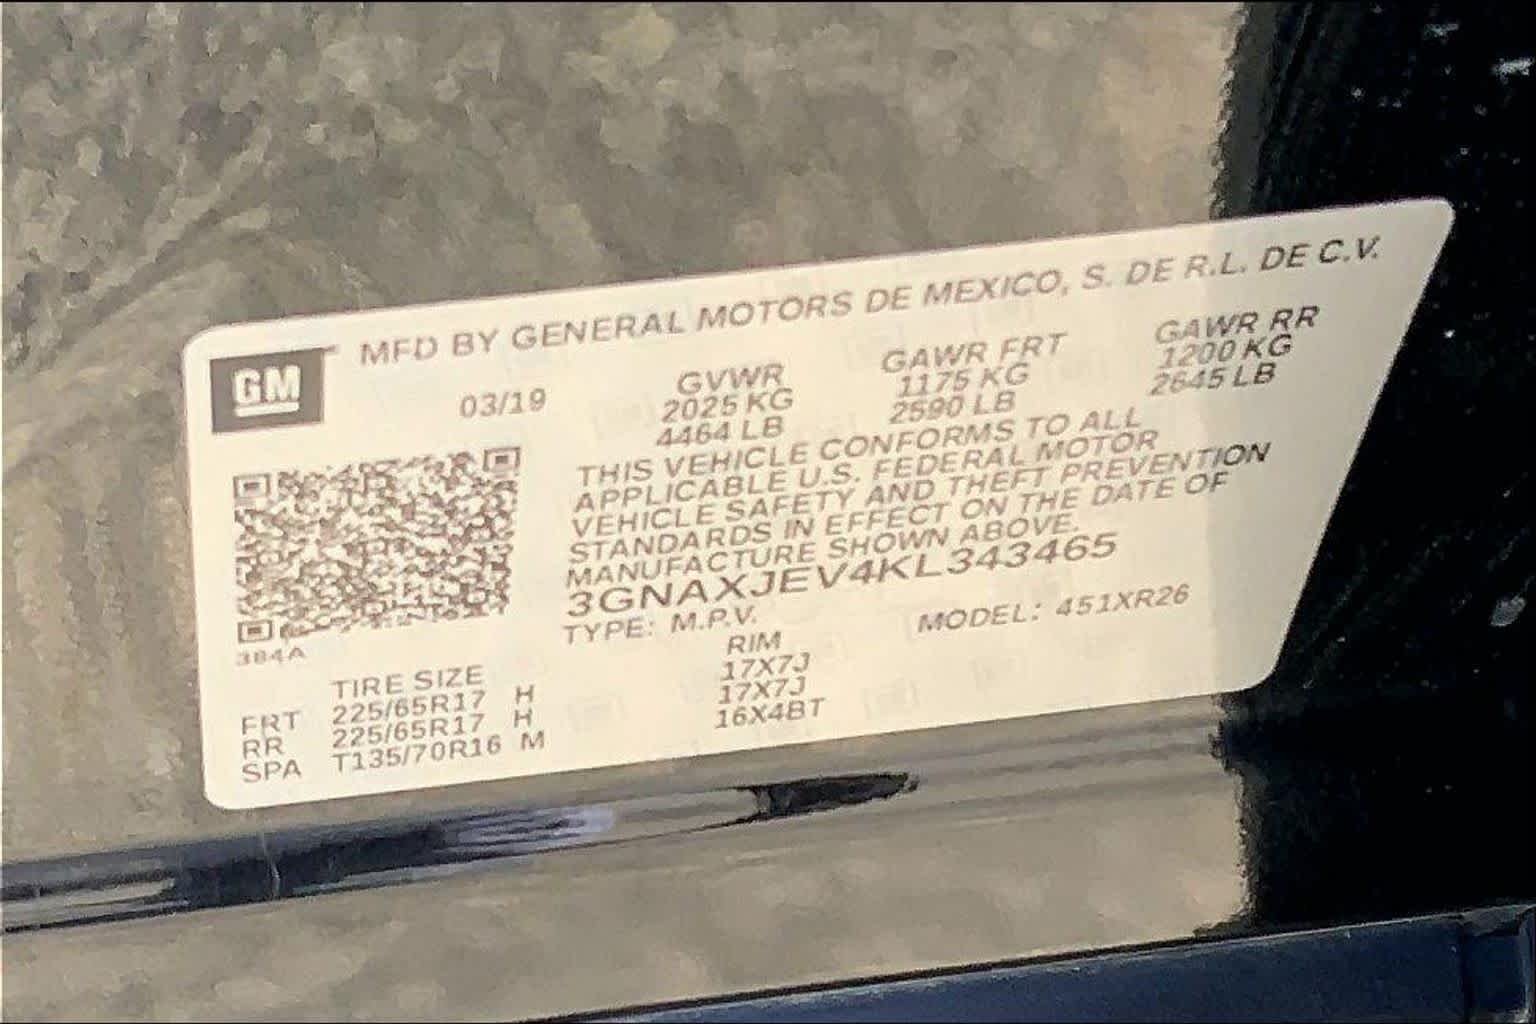 MFD BY GENERAL MOTORS DE MEXICO, S. DE R.L. DE C.V.
GM
03/19
GVWR GAWR FRT GAWR RR
2025 KG 1175 KG 1200 KG
4464 LB 2590 LB 2645 LB
THIS VEHICLE CONFORMS TO ALL
APPLICABLE U.S. FEDERAL MOTOR
VEHICLE SAFETY AND THEFT PREVENTION
STANDARDS IN EFFECT ON THE DATE OF
MANUFACTURE SHOWN ABOVE.
3GNAXJEV4KL343465
TYPE: M.P.V. MODEL: 451XR26
384A
TIRE SIZE RIM
FRT 225/65R17 H 17X7J
RR 225/65R17 H 17X7J
SPA T135/70R16 M 16X4BT